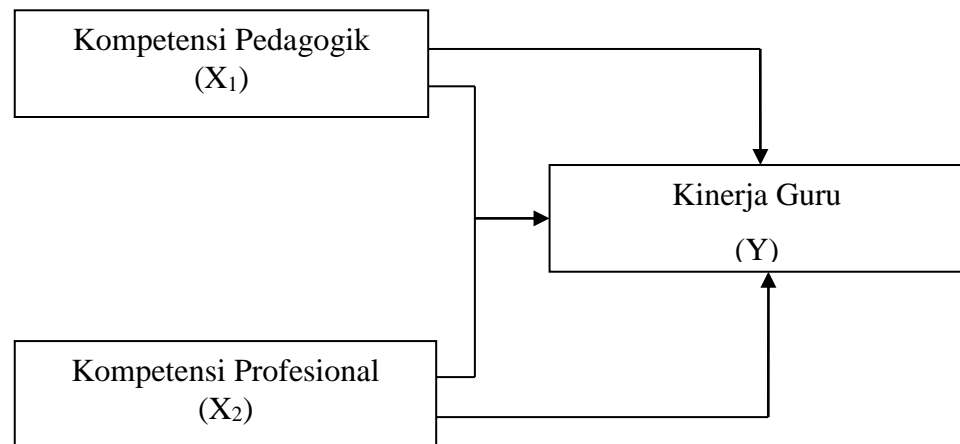 Kompetensi Pedagogik
(X₁)
Kinerja Guru
(Y)
Kompetensi Profesional
(X₂)